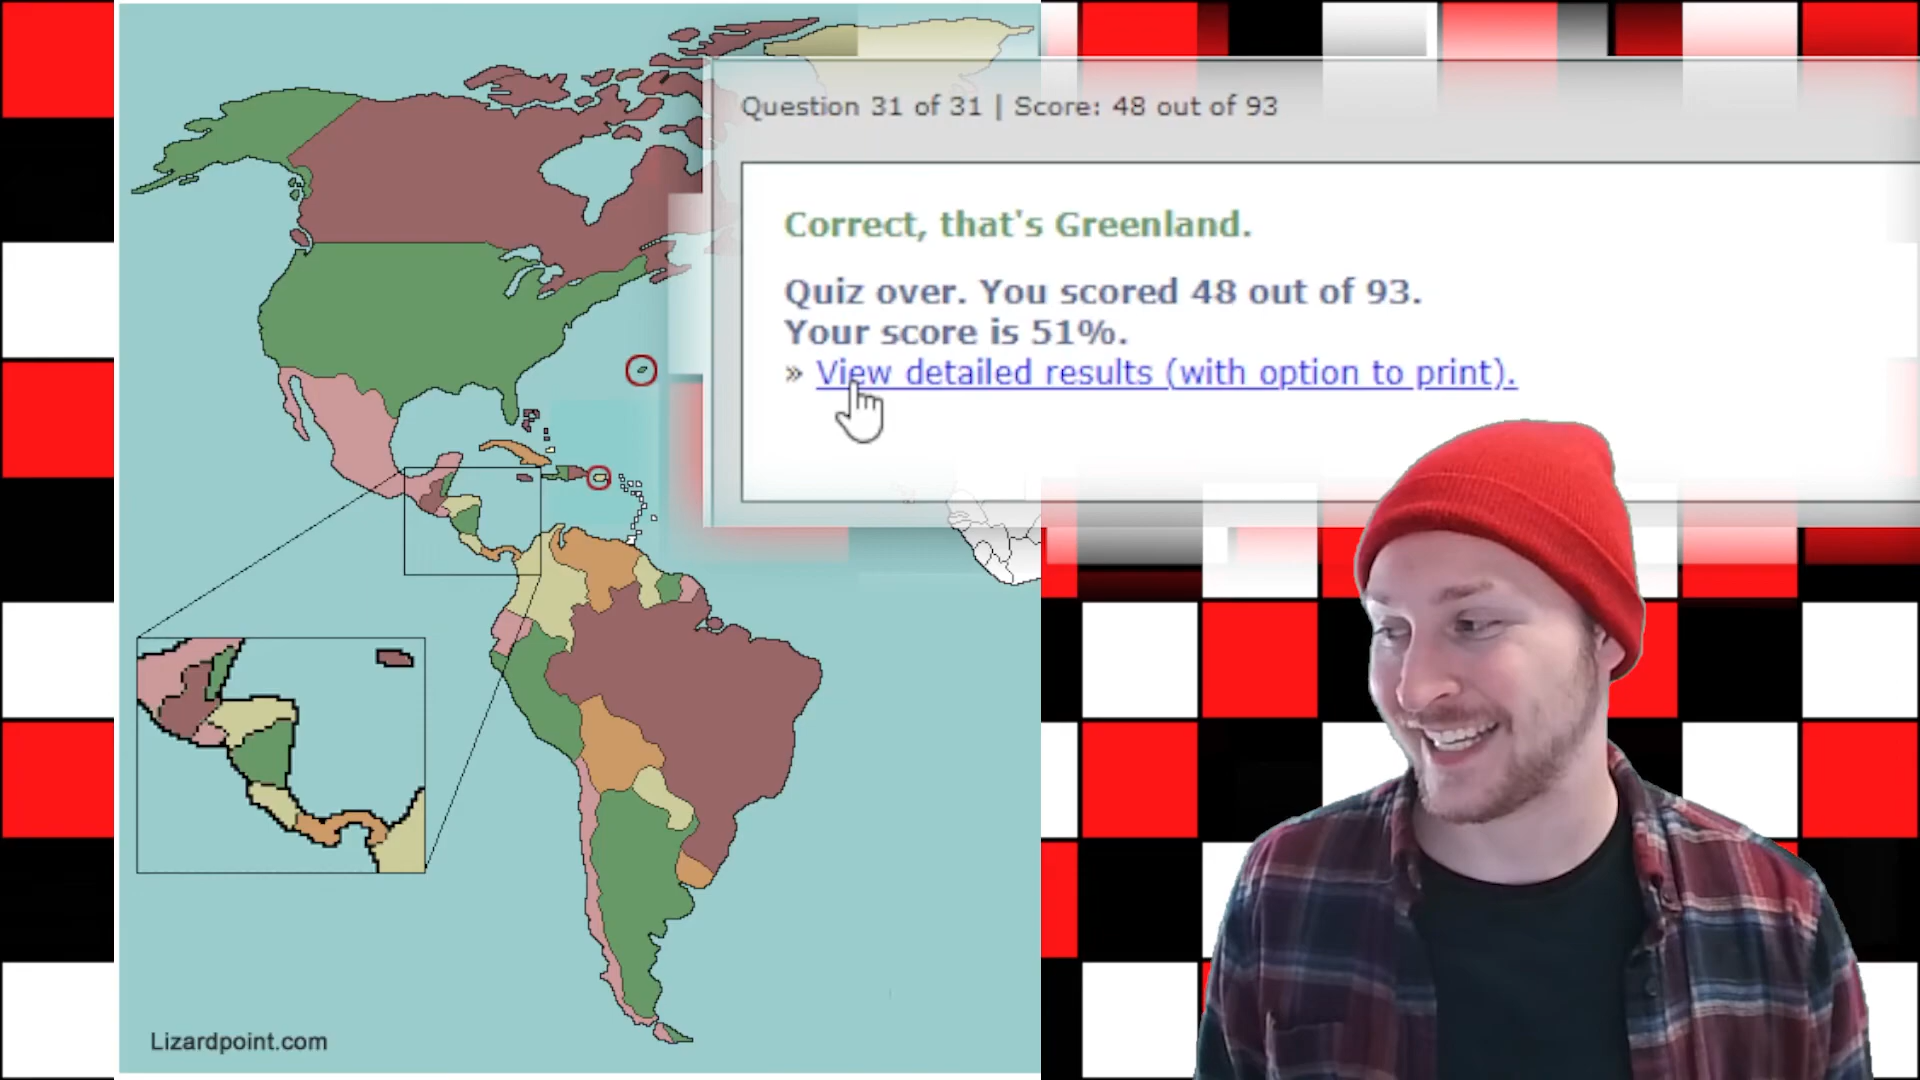 Question 31 of 31 | Score: 48 out of 93
Correct, that's Greenland.
Quiz over. You scored 48 out of 93.
Your score is 51%.
» View detailed results (with option to print).
Lizardpoint.com